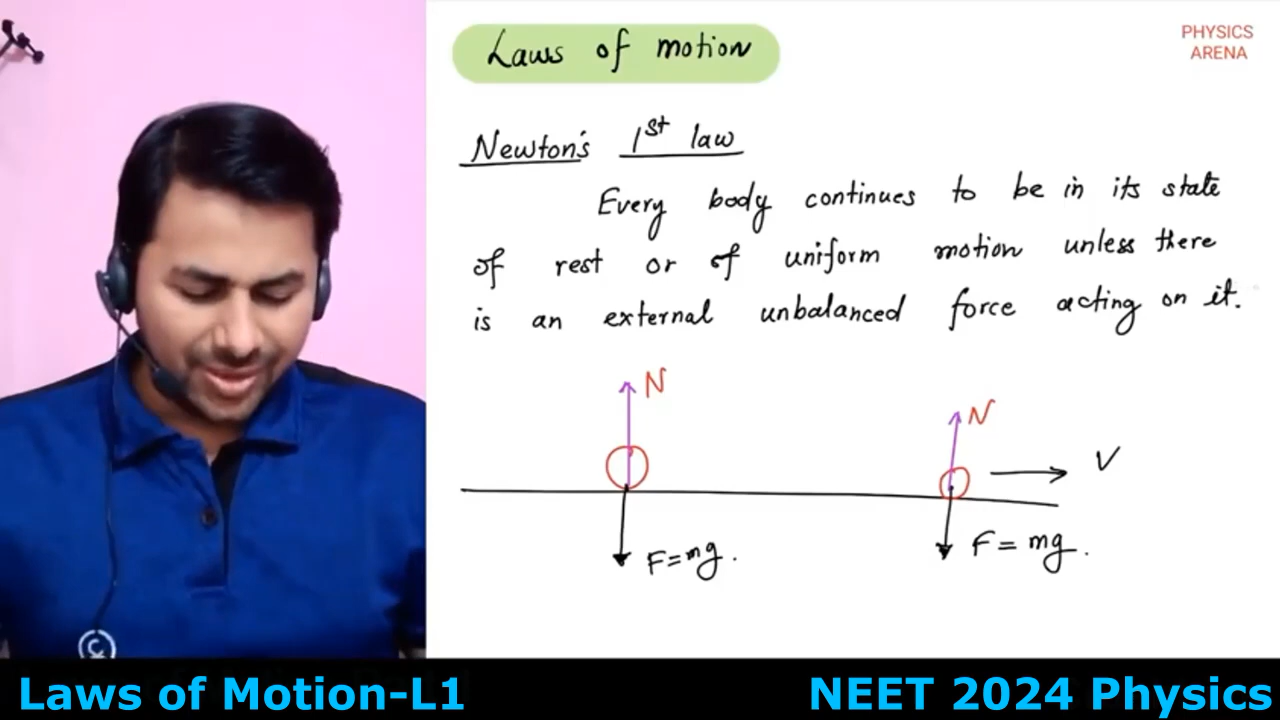 Laws of motion
PHYSICS
ARENA
Newton's 1st law
Every body continues to be in its state
of rest or of uniform motion unless there
is an external unbalanced force acting on it.
N
N
V
F=mg.
F=mg.
Laws of Motion-L1
NEET 2024 Physics